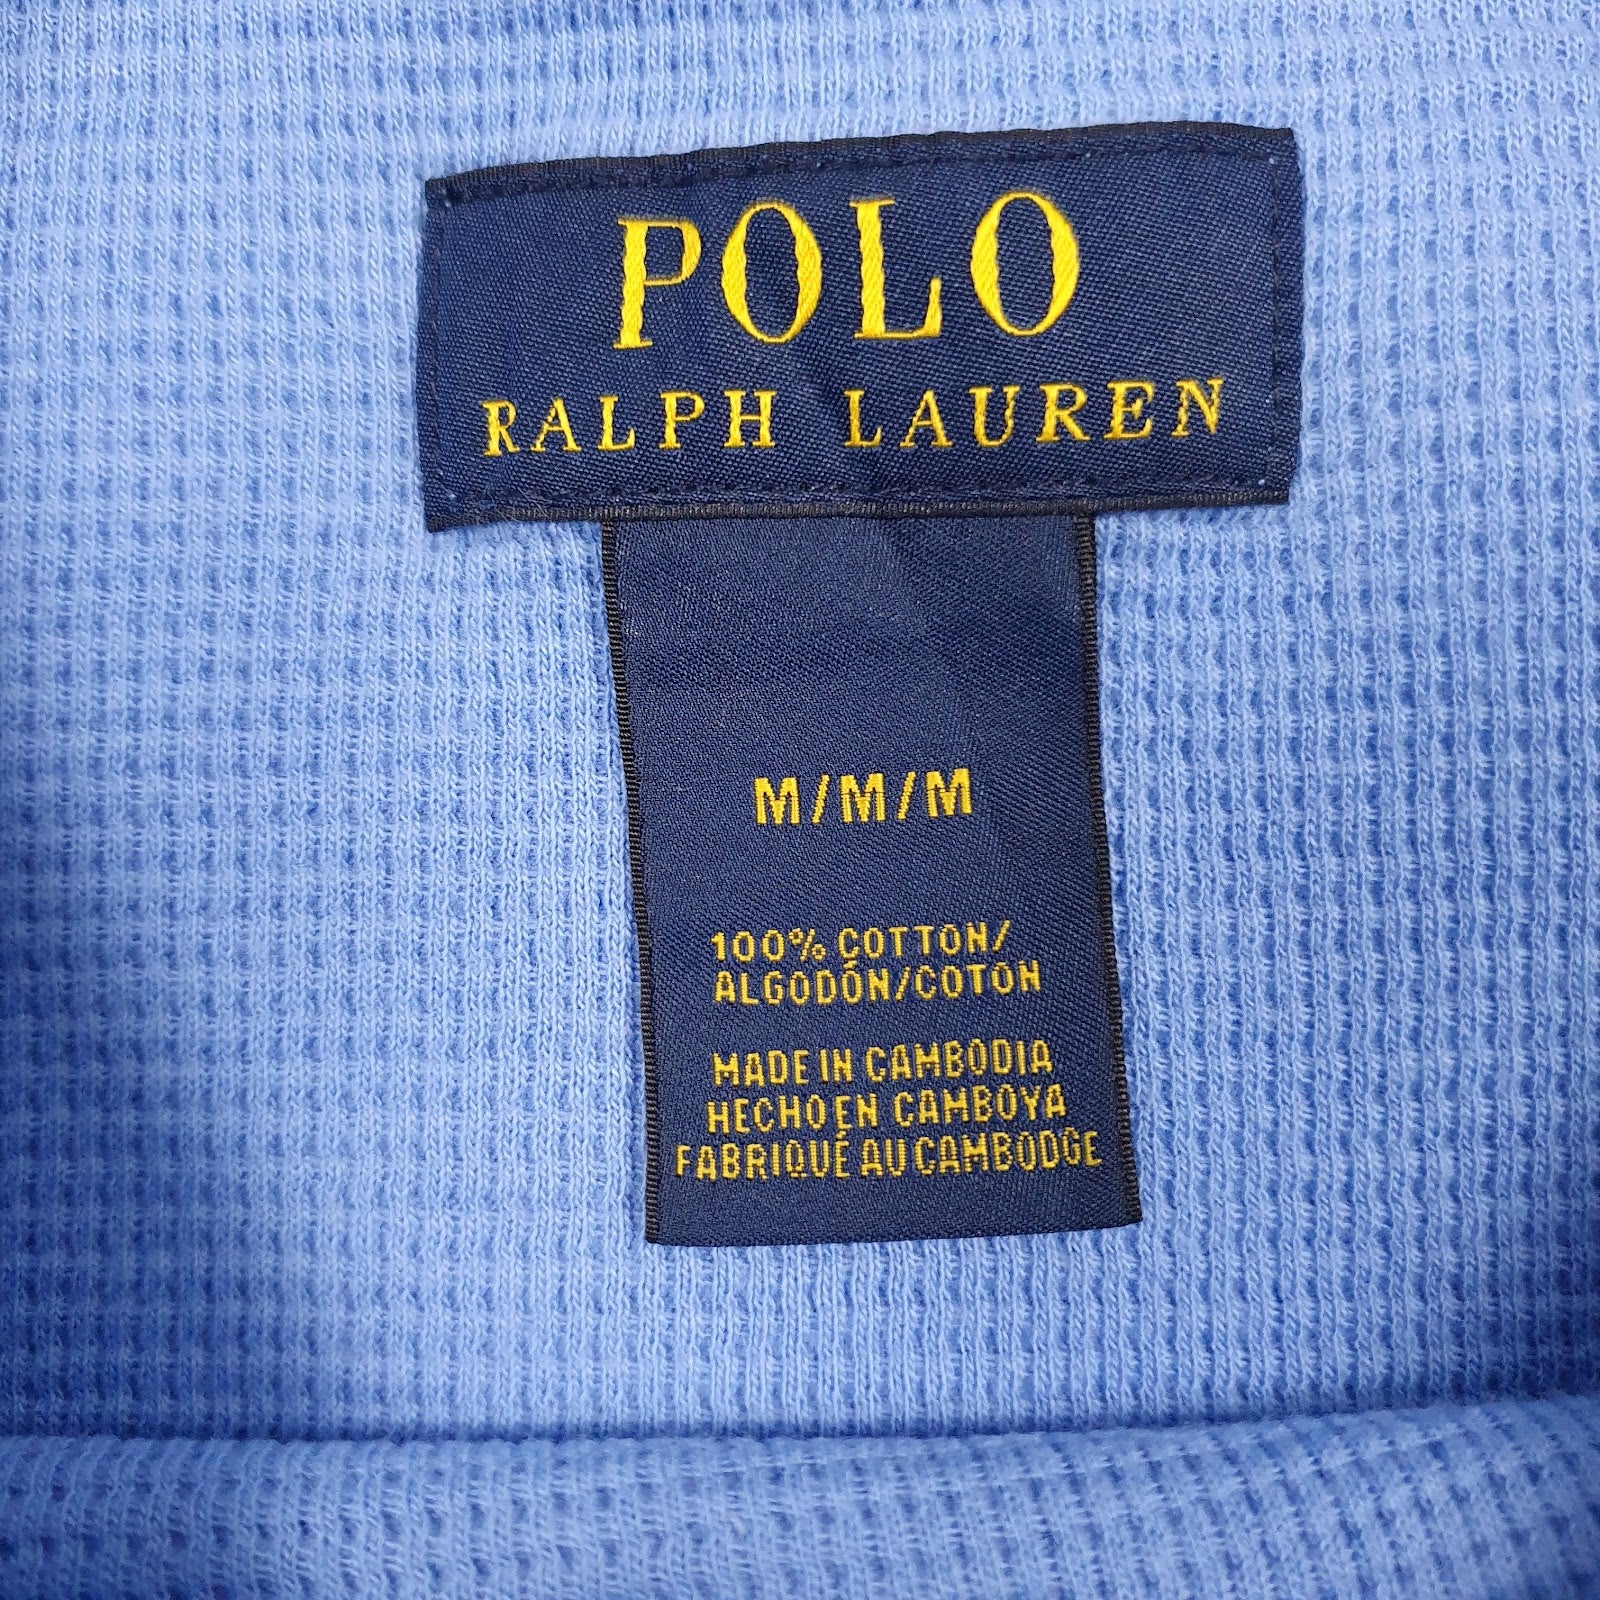 POLO
RALPH LAUREN
M/M/M
100% COTTON/
ALGODÓN/COTON
MADE IN CAMBODIA
HECHO EN CAMBOYA
FABRIQUÉ AU CAMBODGE